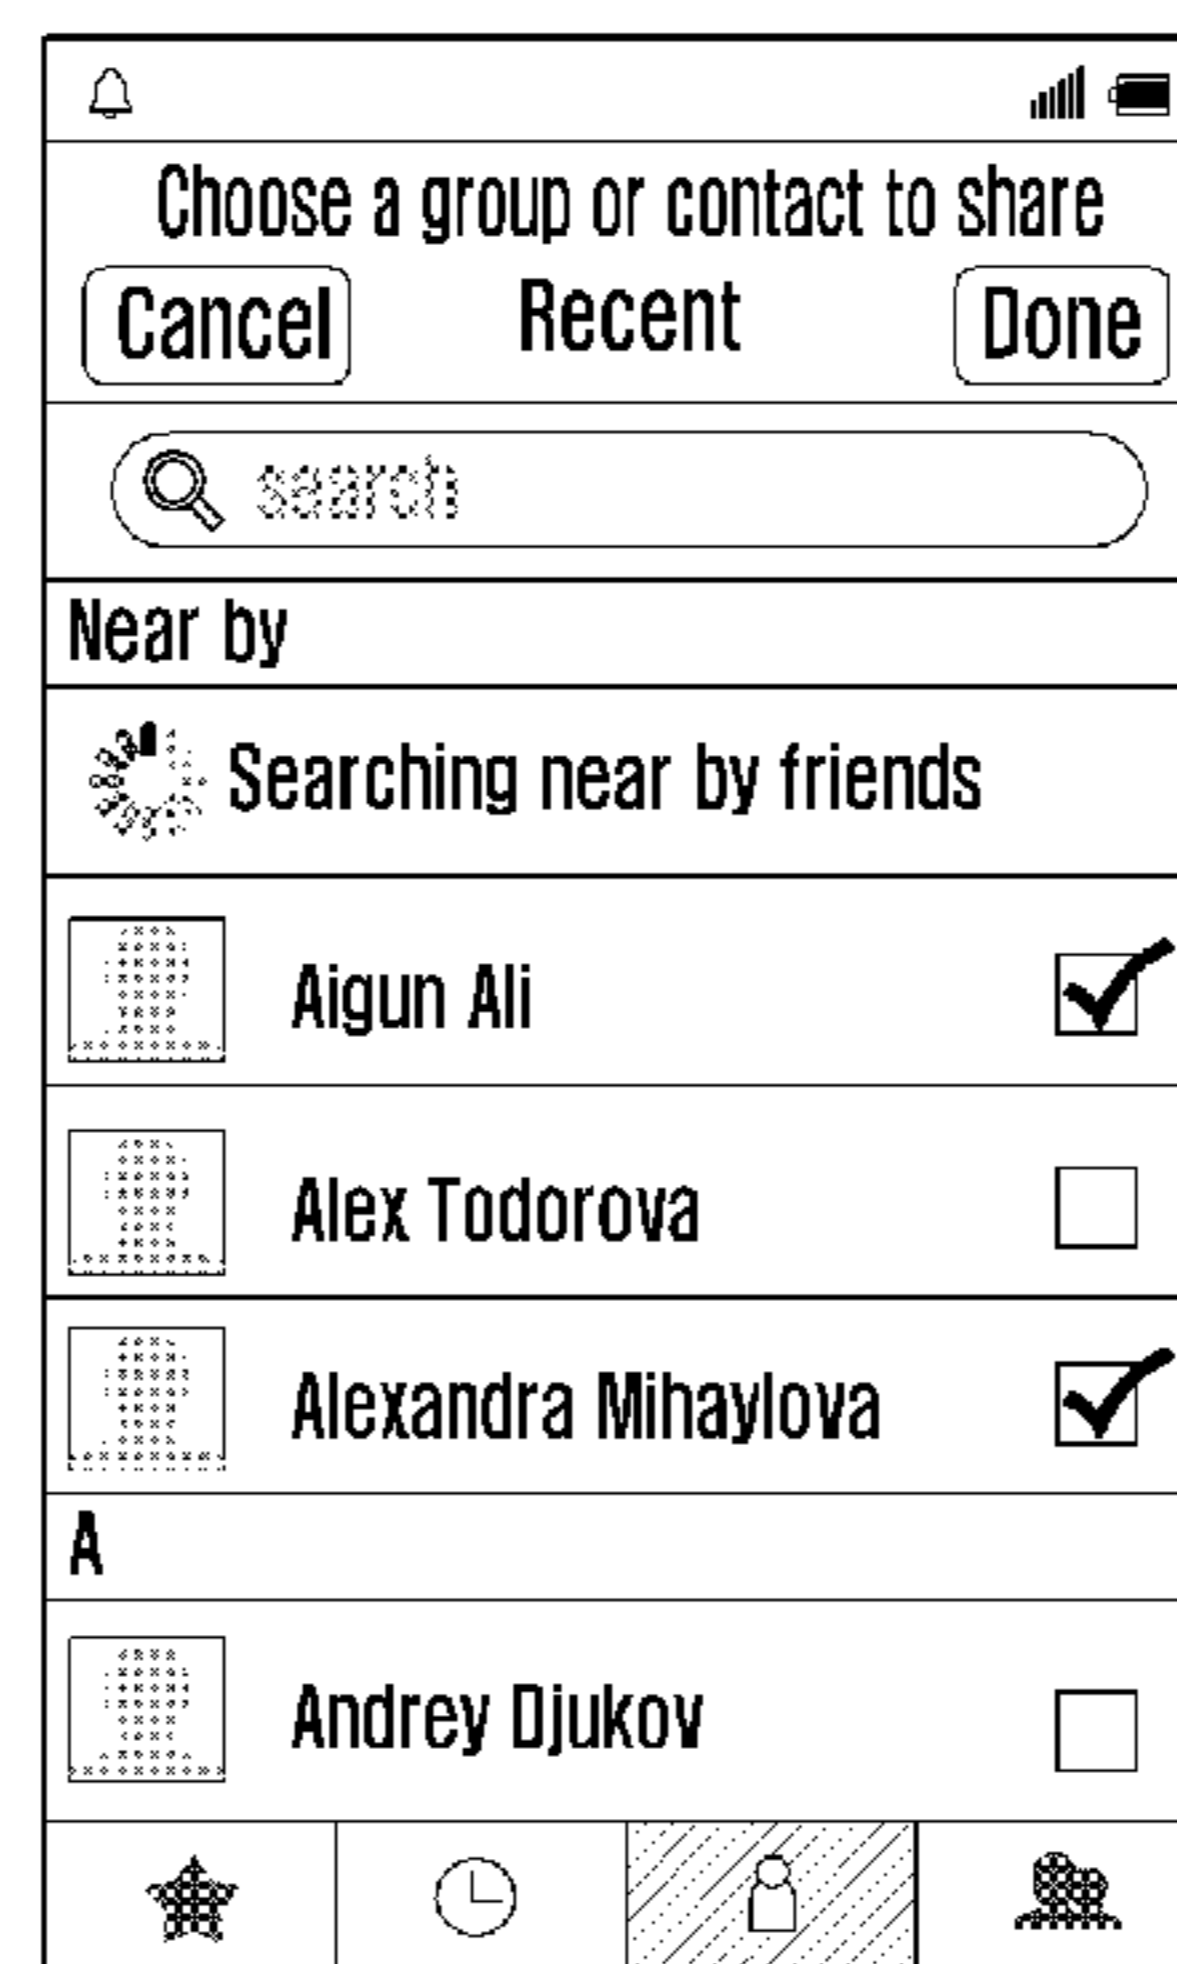 Choose a group or contact to share
Cancel Recent Done
search
Near by
Searching near by friends
Aigun Ali
Alex Todorova
Alexandra Mihaylova
A
Andrey Djukov